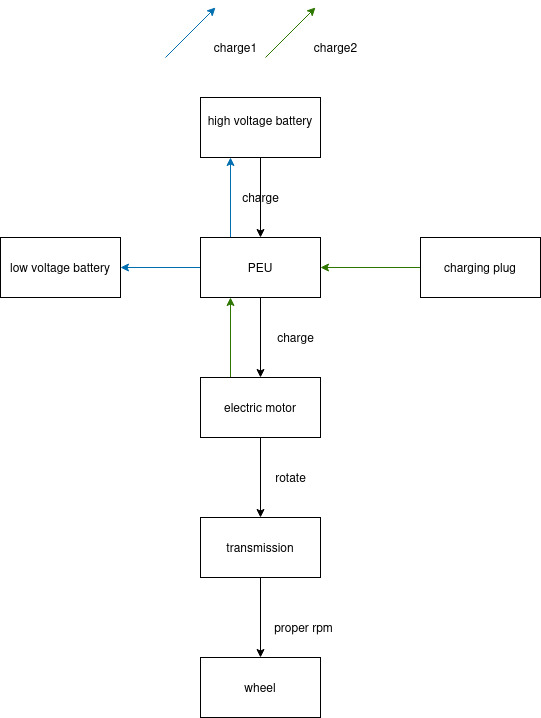 charge1
charge2
high voltage battery
charge
low voltage battery
PEU
charging plug
charge
electric motor
rotate
transmission
proper rpm
wheel